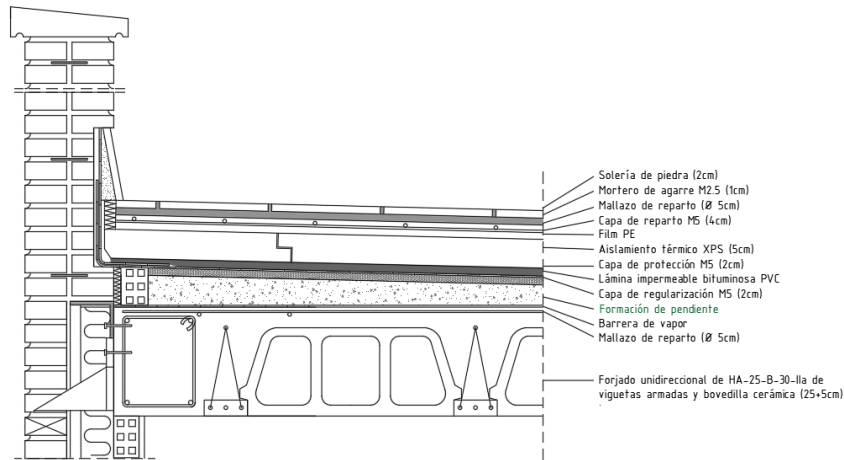 Solería de piedra (2cm)
Mortero de agarre M2.5 (1cm)
Mallazo de reparto (Ø 5cm)
Capa de reparto M5 (4cm)
Film PE
Aislamiento térmico XPS (5cm)
Capa de protección M5 (2cm)
Lámina impermeable bituminosa PVC
Capa de regularización M5 (2cm)
Formación de pendiente
Barrera de vapor
Mallazo de reparto (Ø 5cm)
Forjado unidireccional de HA-25-B-30-IIa de
viguetas armadas y bovedilla cerámica (25+5cm)